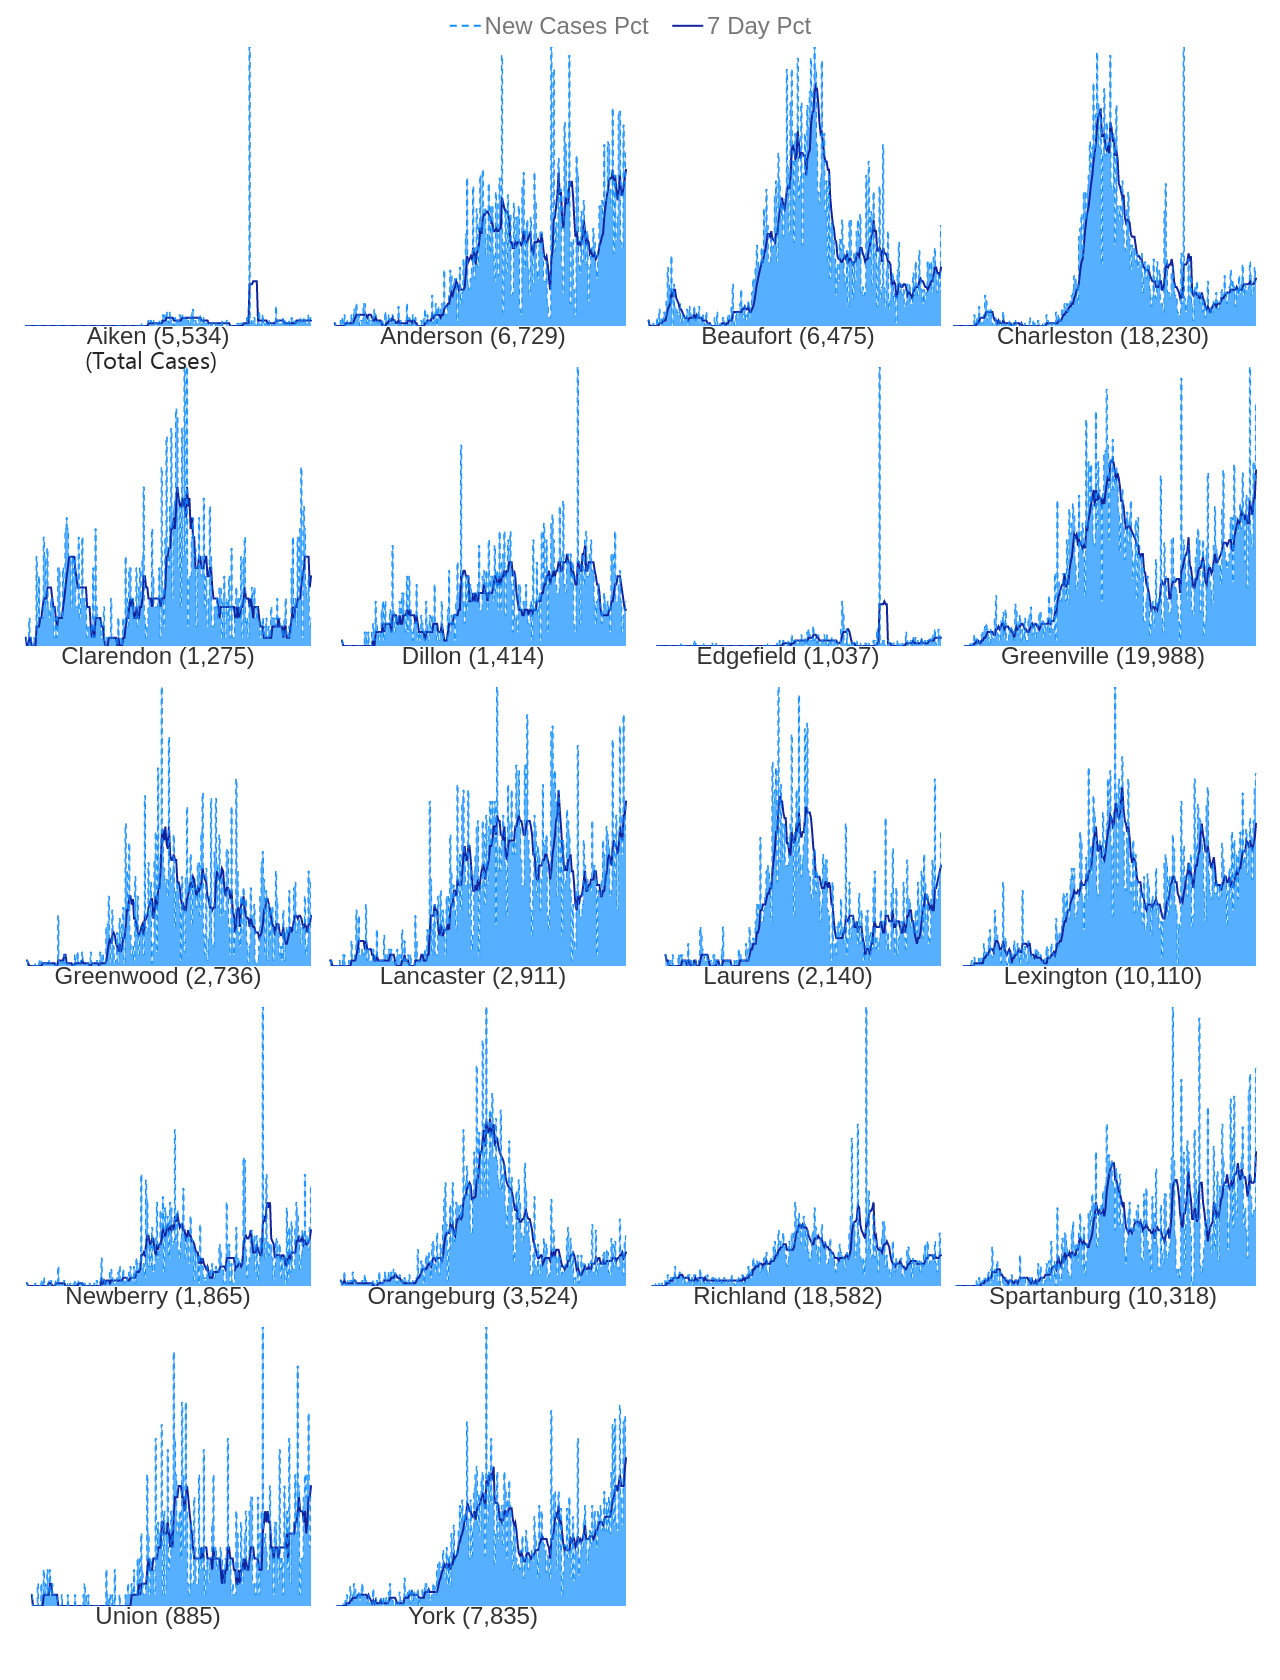 New Cases Pct 7 Day Pct
Aiken (5,534) Anderson (6,729) Beaufort (6,475) Charleston (18,230)
(Total Cases)
Clarendon (1,275) Dillon (1,414) Edgefield (1,037) Greenville (19,988)
Greenwood (2,736) Lancaster (2,911) Laurens (2,140) Lexington (10,110)
Newberry (1,865) Orangeburg (3,524) Richland (18,582) Spartanburg (10,318)
Union (885) York (7,835)